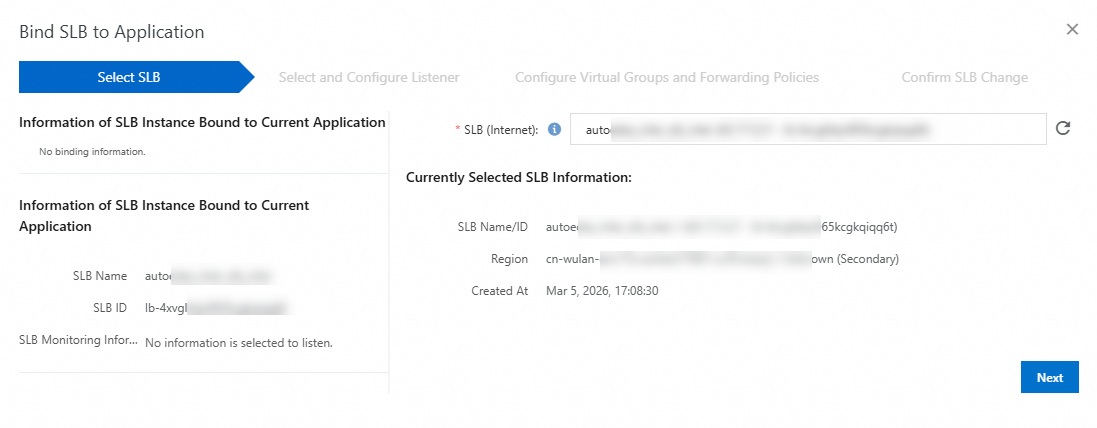 Bind SLB to Application
Select SLB
Select and Configure Listener
Configure Virtual Groups and Forwarding Policies
Confirm SLB Change
Information of SLB Instance Bound to Current Application
No binding information.
Information of SLB Instance Bound to Current
Application
SLB Name auto
SLB ID lb-4xvgl
SLB Monitoring Infor... No information is selected to listen.
* SLB (Internet): auto
Currently Selected SLB Information:
SLB Name/ID autoe 65kcgkqiqq6t)
Region cn-wulan- own (Secondary)
Created At Mar 5, 2026, 17:08:30
Next